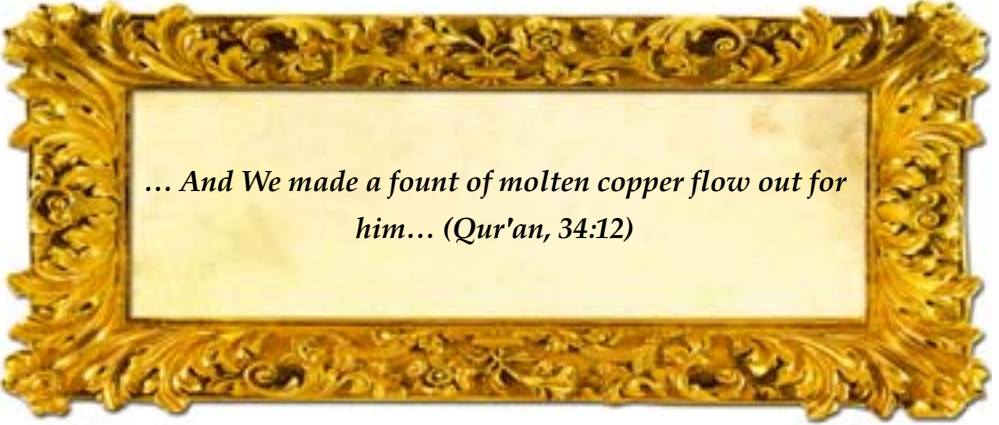 … And We made a fount of molten copper flow out for
him… (Qur'an, 34:12)